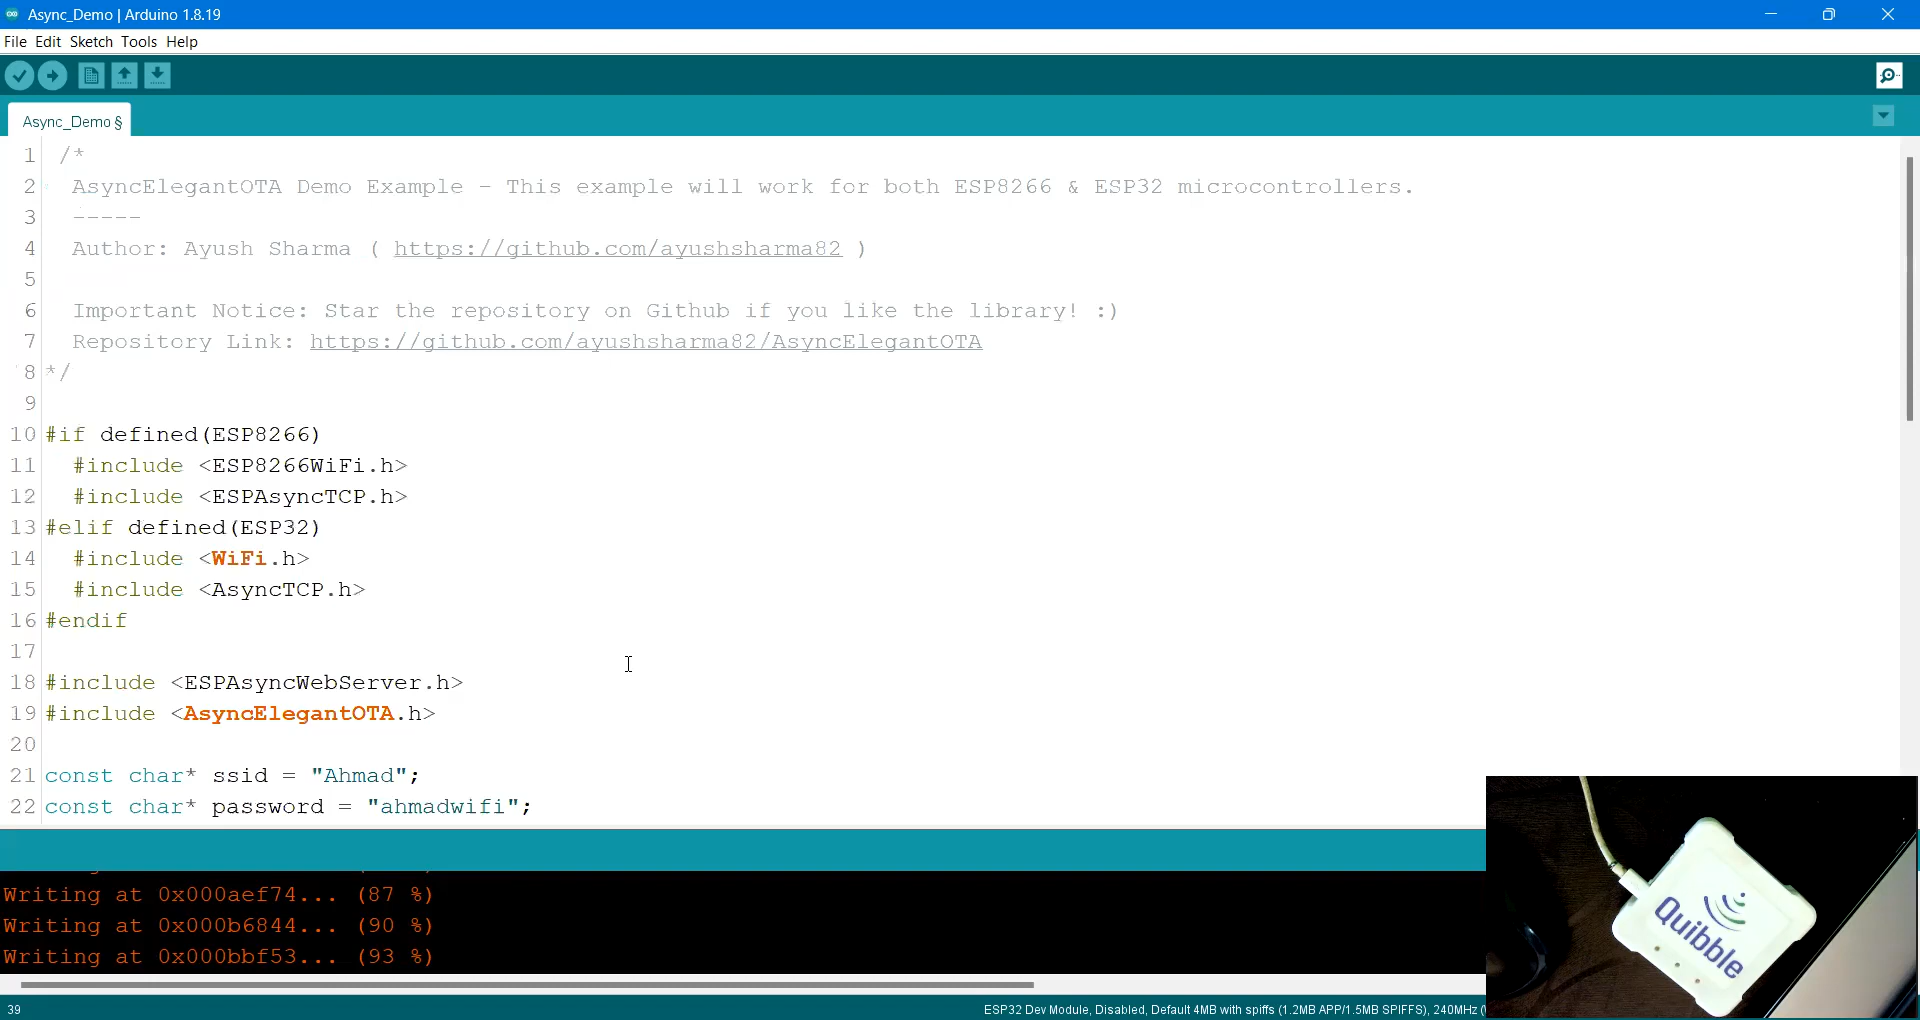 Async_Demo | Arduino 1.8.19
File Edit Sketch Tools Help
Async_Demo §
1 /*
2 AsyncElegantOTA Demo Example - This example will work for both ESP8266 & ESP32 microcontrollers.
3 -----
4 Author: Ayush Sharma ( https://github.com/ayushsharma82 )
5
6 Important Notice: Star the repository on Github if you like the library! :)
7 Repository Link: https://github.com/ayushsharma82/AsyncElegantOTA
8 */
9
10 #if defined(ESP8266)
11 #include <ESP8266WiFi.h>
12 #include <ESPAsyncTCP.h>
13 #elif defined(ESP32)
14 #include <WiFi.h>
15 #include <AsyncTCP.h>
16 #endif
17
18 #include <ESPAsyncWebServer.h>
19 #include <AsyncElegantOTA.h>
20
21 const char* ssid = "Ahmad";
22 const char* password = "ahmadwifi";
Writing at 0x000aef74... (87 %)
Writing at 0x000b6844... (90 %)
Writing at 0x000bbf53... (93 %)
39
ESP32 Dev Module, Disabled, Default 4MB with spiffs (1.2MB APP/1.5MB SPIFFS), 240MHz
Quibble